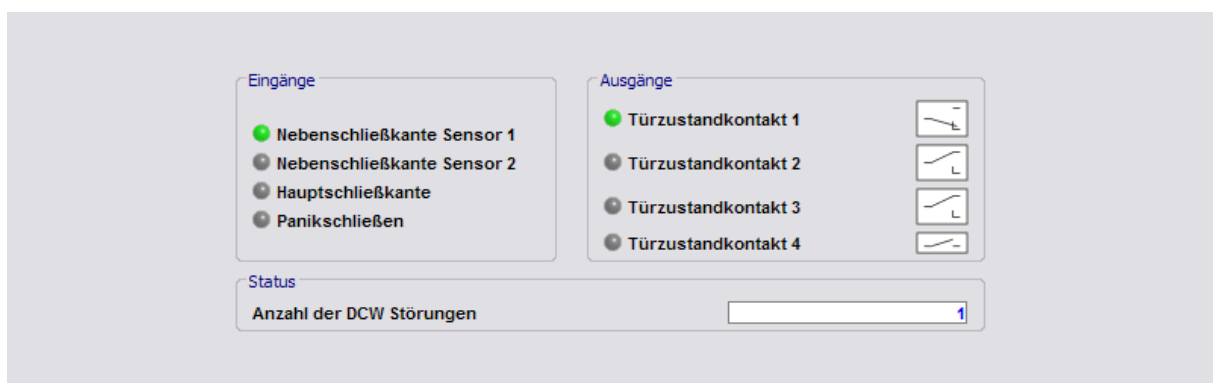 Eingänge
Nebenschließkante Sensor 1
Nebenschließkante Sensor 2
Hauptschließkante
Panikschließen
Ausgänge
Türzustandkontakt 1
Türzustandkontakt 2
Türzustandkontakt 3
Türzustandkontakt 4
Status
Anzahl der DCW Störungen 1